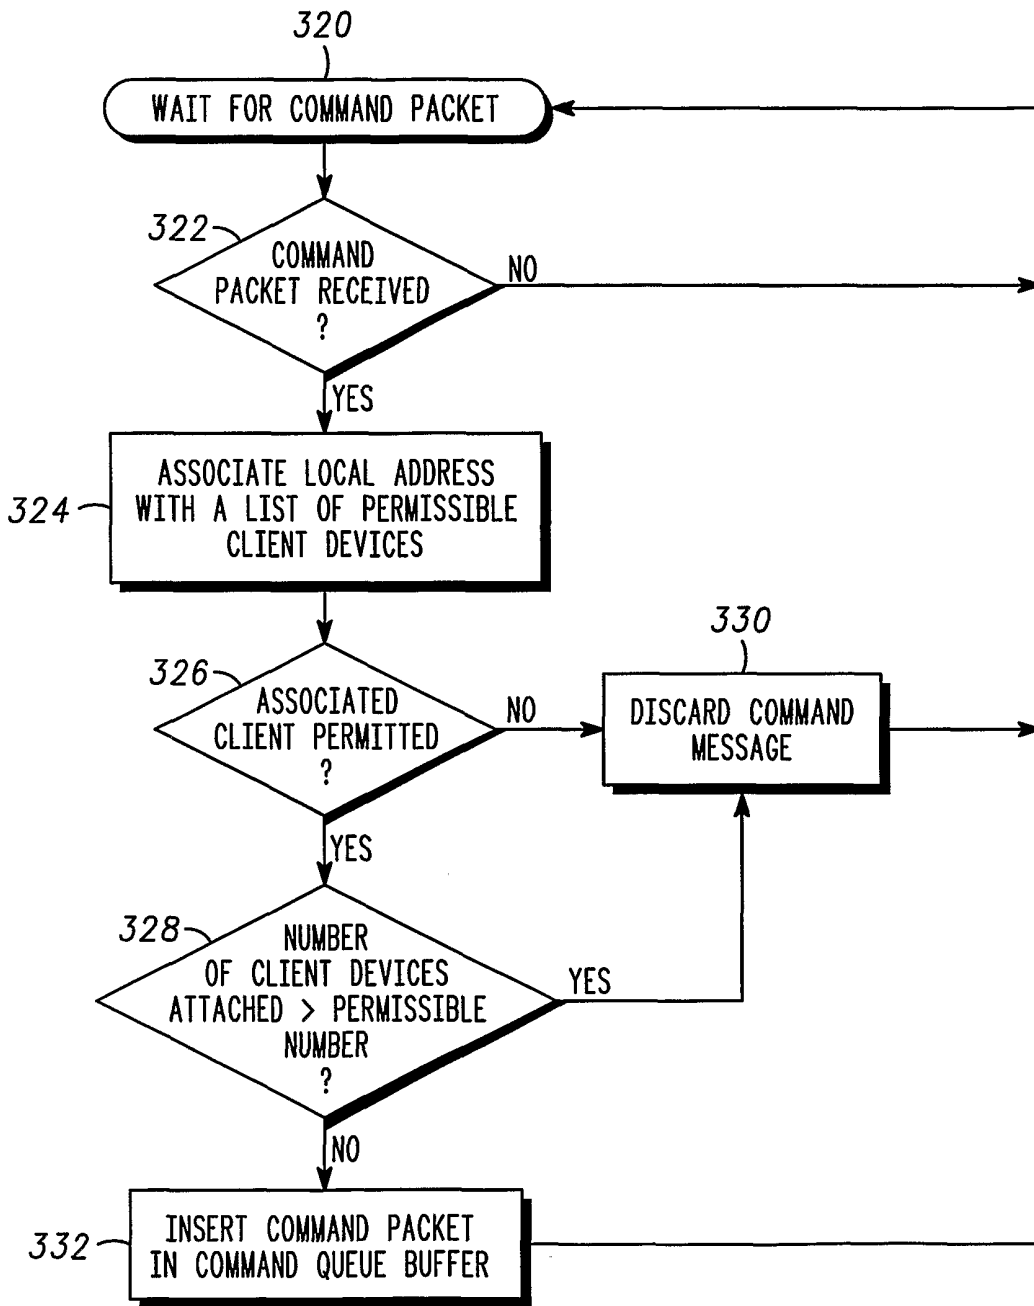 320
WAIT FOR COMMAND PACKET
322
COMMAND
PACKET RECEIVED
?
NO
YES
324
ASSOCIATE LOCAL ADDRESS
WITH A LIST OF PERMISSIBLE
CLIENT DEVICES
326
ASSOCIATED
CLIENT PERMITTED
?
NO
330
DISCARD COMMAND
MESSAGE
YES
328
NUMBER
OF CLIENT DEVICES
ATTACHED > PERMISSIBLE
NUMBER
?
YES
NO
332
INSERT COMMAND PACKET
IN COMMAND QUEUE BUFFER